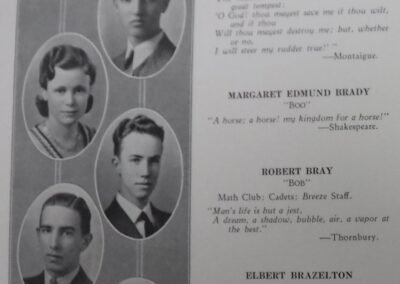 great tempest:
"O God! thou mayest save me if thou wilt,
and if thou
Will thou mayest destroy me; but, whether
or no,
I will steer my rudder true!'"
—Montaigne.
MARGARET EDMUND BRADY
"BOO"
"A horse; a horse! my kingdom for a horse!"
—Shakespeare.
ROBERT BRAY
"BOB"
Math Club; Cadets; Breeze Staff.
"Man's life is but a jest,
A dream, a shadow, bubble, air, a vapor at
the best."
—Thornbury.
ELBERT BRAZELTON